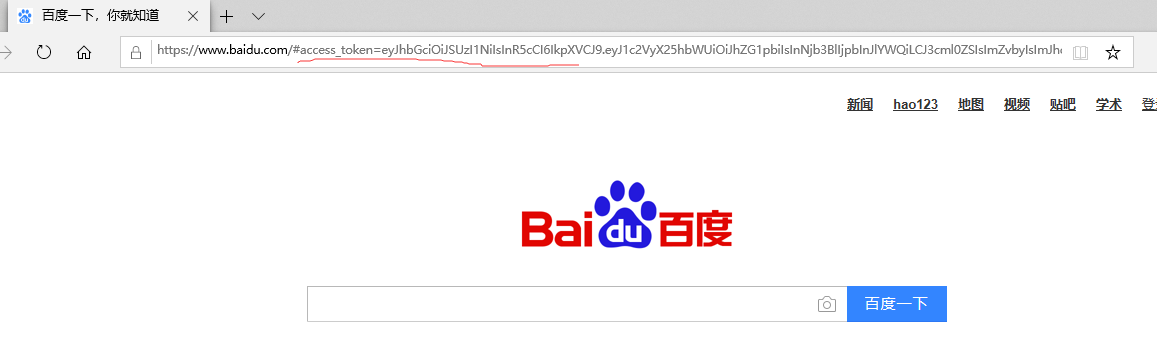 百度一下，你就知道
https://www.baidu.com/#access_token=eyJhbGciOiJSUzI1NiIsInR5cCI6IkpXVCJ9.eyJ1c2VyX25hbWUiOiJhZG1pbiIsInNjb3BlIjpbInJlYWQiLCJ3cml0ZSIsImZvbyIsImJhc
新闻 hao123 地图 视频 贴吧 学术 登
Bai du 百度
百度一下